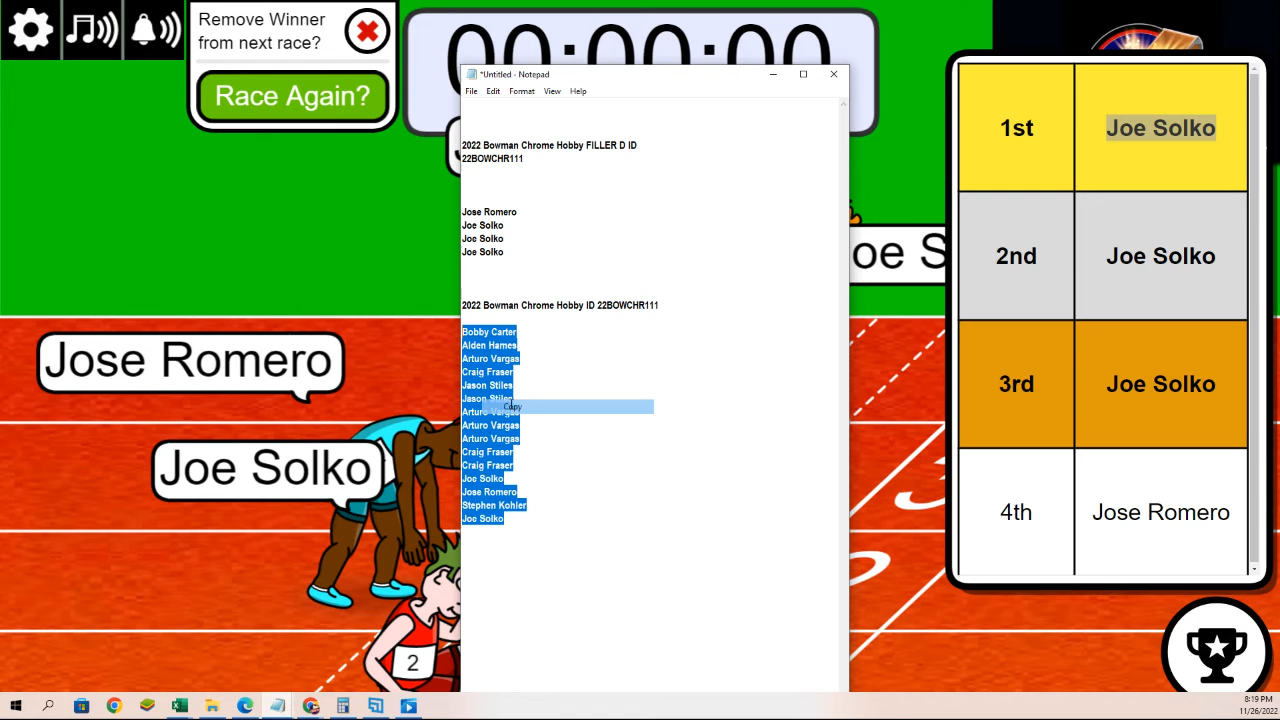 Remove Winner
from next race?
Race Again?
00:00:00
*Untitled - Notepad
File Edit Format View Help
2022 Bowman Chrome Hobby FILLER D ID
22BOWCHR111
Jose Romero
Joe Solko
Joe Solko
Joe Solko
2022 Bowman Chrome Hobby ID 22BOWCHR111
Bobby Carter
Alden Hames
Arturo Vargas
Craig Fraser
Jason Stiles
Jason Stiles
Copy
Arturo Vargas
Arturo Vargas
Arturo Vargas
Craig Fraser
Craig Fraser
Joe Solko
Jose Romero
Stephen Kohler
Joe Solko
Jose Romero
Joe Solko
2
oe S
1st Joe Solko
2nd Joe Solko
3rd Joe Solko
4th Jose Romero
8:19 PM
11/26/2022